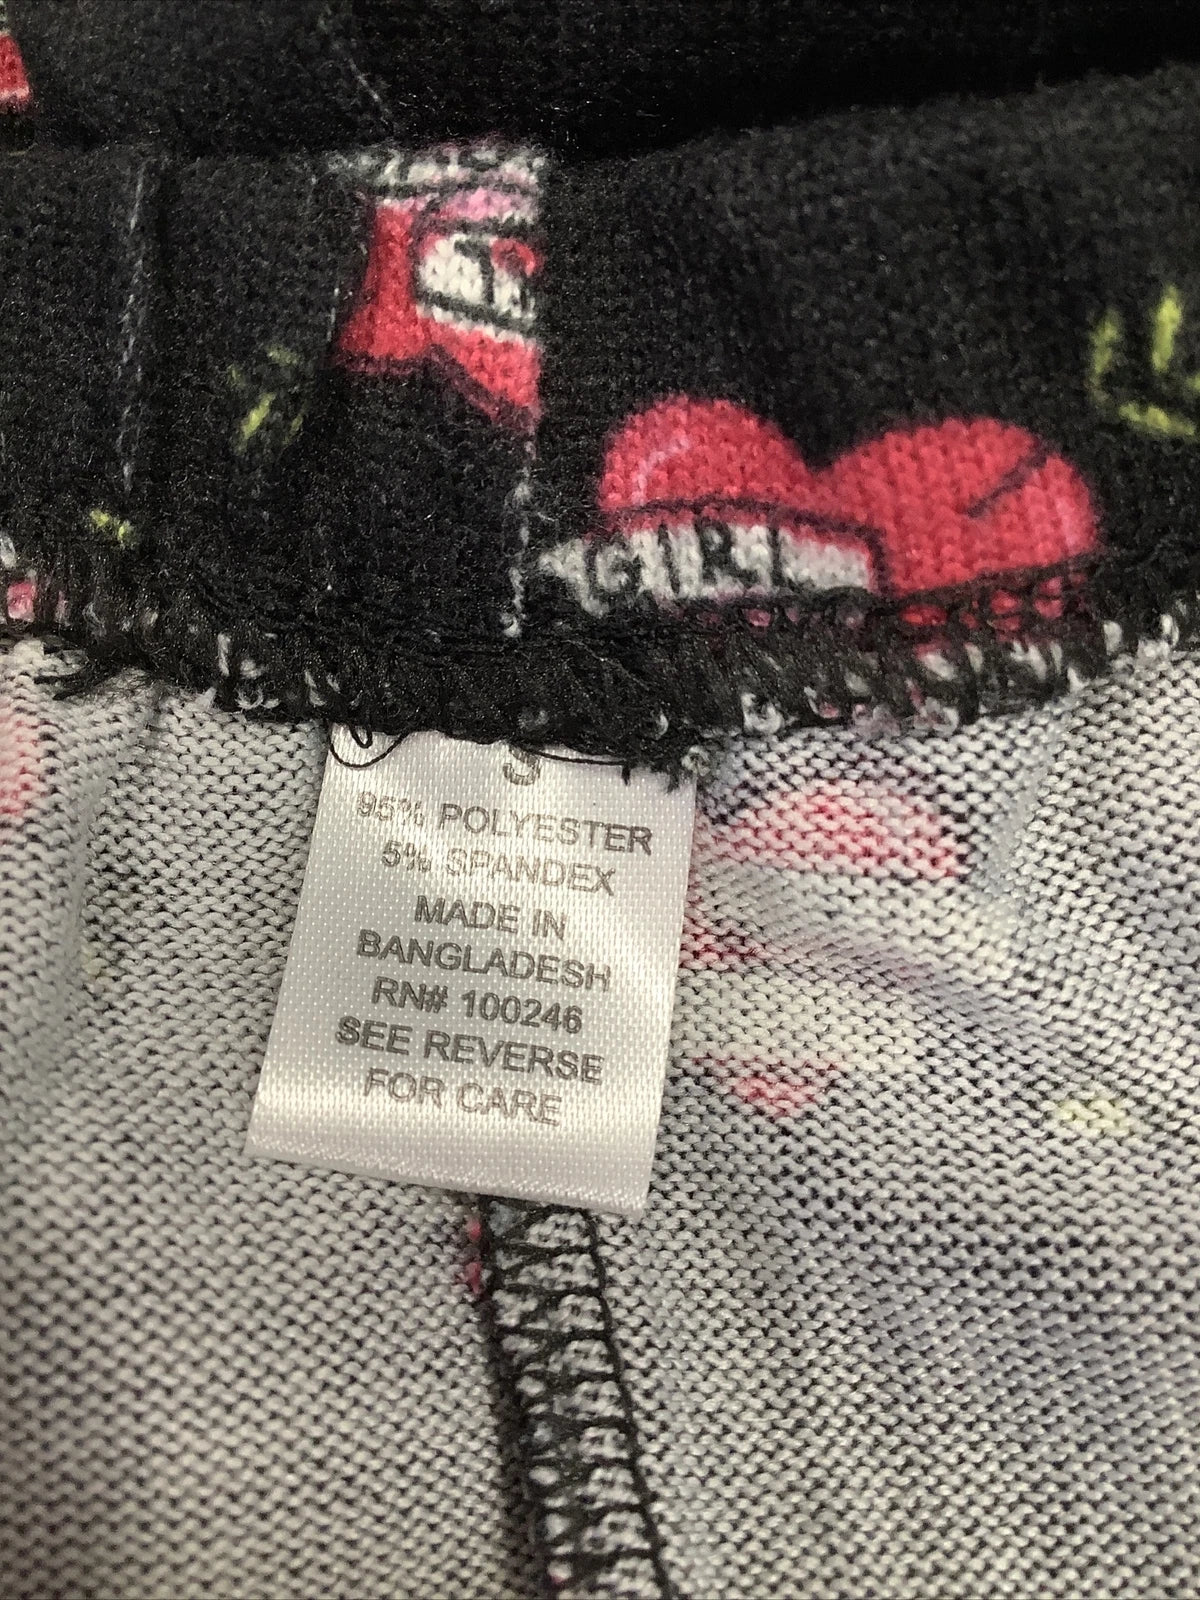 GIRL
S
95% POLYESTER
5% SPANDEX
MADE IN
BANGLADESH
RN# 100246
SEE REVERSE
FOR CARE